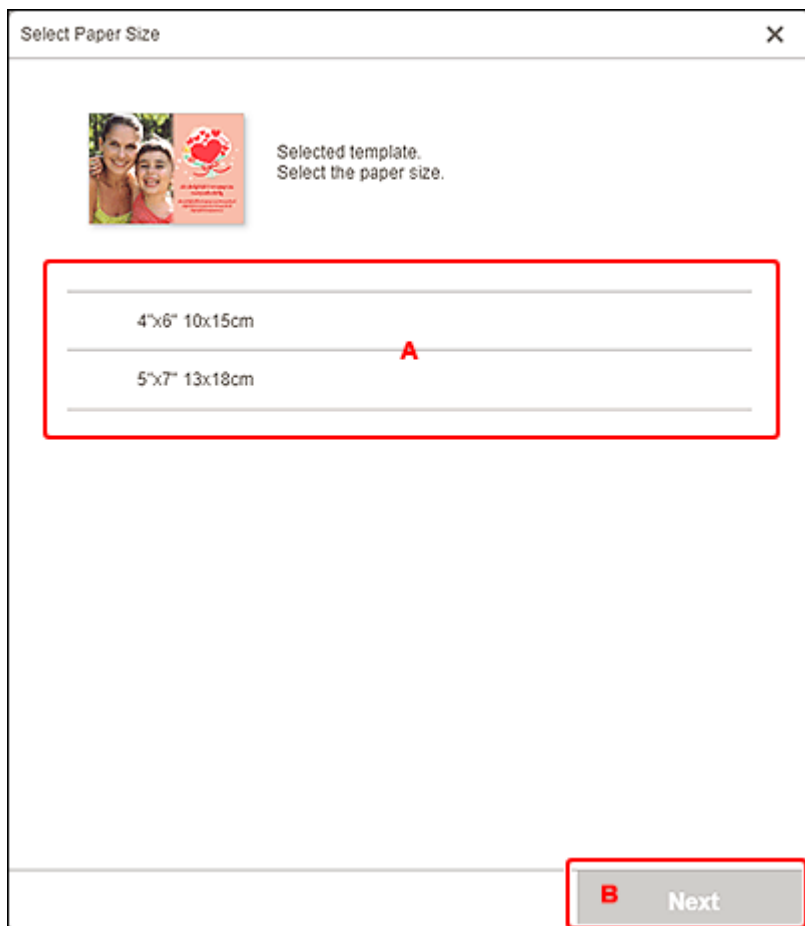 Select Paper Size
Selected template.
Select the paper size.
4"x6" 10x15cm
A
5"x7" 13x18cm
B Next